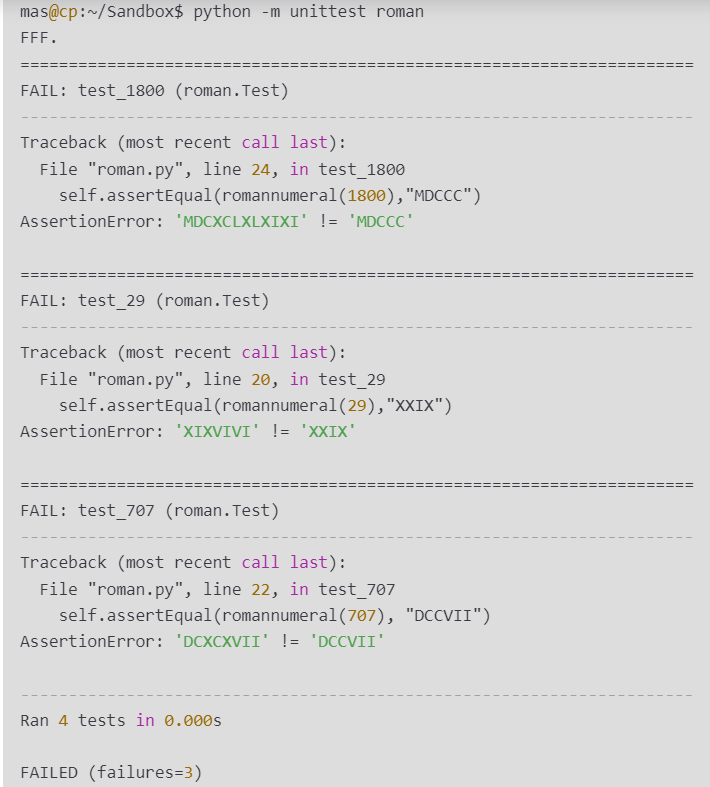 mas@cp:~/Sandbox$ python -m unittest roman
FFF.
======================================================================
FAIL: test_1800 (roman.Test)
----------------------------------------------------------------------
Traceback (most recent call last):
  File "roman.py", line 24, in test_1800
    self.assertEqual(romannumeral(1800),"MDCCC")
AssertionError: 'MDCXCLXLXIXI' != 'MDCCC'

======================================================================
FAIL: test_29 (roman.Test)
----------------------------------------------------------------------
Traceback (most recent call last):
  File "roman.py", line 20, in test_29
    self.assertEqual(romannumeral(29),"XXIX")
AssertionError: 'XIXVIVI' != 'XXIX'

======================================================================
FAIL: test_707 (roman.Test)
----------------------------------------------------------------------
Traceback (most recent call last):
  File "roman.py", line 22, in test_707
    self.assertEqual(romannumeral(707), "DCCVII")
AssertionError: 'DCXCXVII' != 'DCCVII'

----------------------------------------------------------------------
Ran 4 tests in 0.000s

FAILED (failures=3)